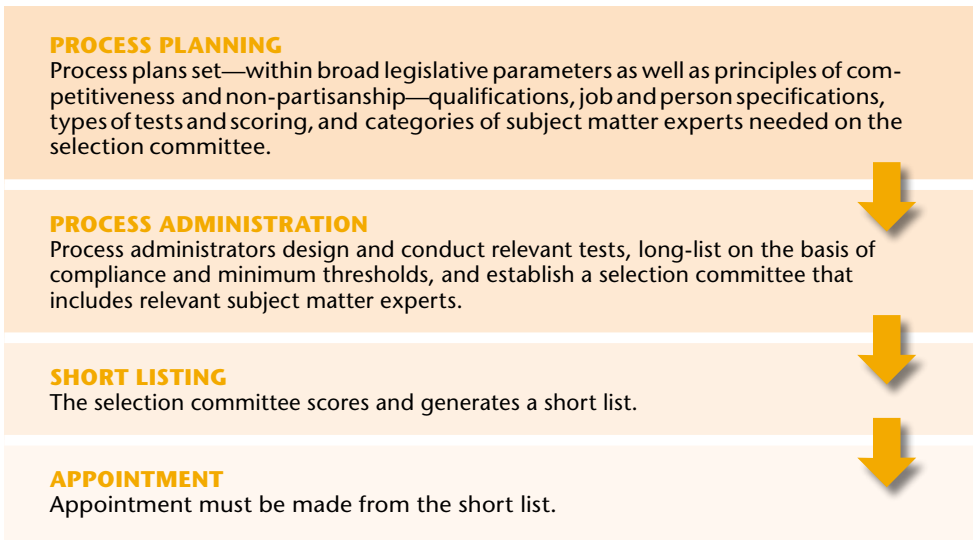 PROCESS PLANNING
Process plans set—within broad legislative parameters as well as principles of com-
petitiveness and non-partisanship—qualifications, job and person specifications,
types of tests and scoring, and categories of subject matter experts needed on the
selection committee.
PROCESS ADMINISTRATION
Process administrators design and conduct relevant tests, long-list on the basis of
compliance and minimum thresholds, and establish a selection committee that
includes relevant subject matter experts.
SHORT LISTING
The selection committee scores and generates a short list.
APPOINTMENT
Appointment must be made from the short list.